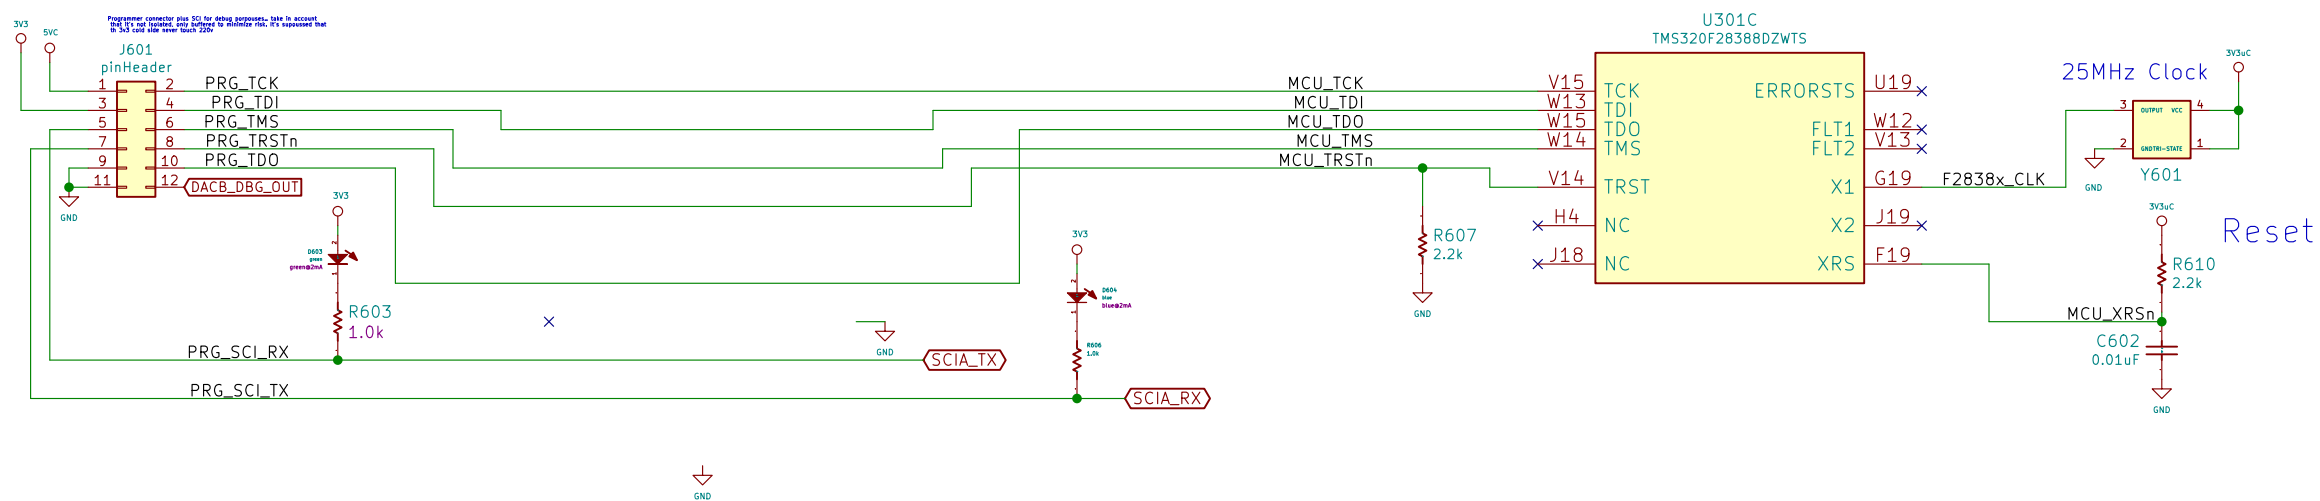 Programmer connector plus SCI for debug porpouses… take in account
that it's not isolated, only buffered to minimize risk, it's supoussed that
th 3v3 cold side never touch 220v
3V3
5VC
J601
pinHeader
1
2
PRG_TCK
3
4
PRG_TDI
5
6
PRG_TMS
7
8
PRG_TRSTn
9
10
PRG_TDO
11
12
DACB_DBG_OUT
GND
3V3
D603
green
green@2mA
2
1
R603
1.0k
PRG_SCI_RX
SCIA_TX
PRG_SCI_TX
SCIA_RX
GND
GND
3V3
D604
blue
blue@2mA
2
1
R606
1.0k
MCU_TCK
MCU_TDI
MCU_TDO
MCU_TMS
MCU_TRSTn
R607
2.2k
GND
U301C
TMS320F28388DZWTS
V15
TCK
W13
TDI
W15
TDO
W14
TMS
V14
TRST
H4
NC
J18
NC
ERRORSTS
U19
FLT1
W12
FLT2
V13
X1
G19
X2
J19
XRS
F19
F2838x_CLK
25MHz Clock
3V3uC
3
OUTPUT
VCC
4
2
GND
TRI-STATE
1
Y601
GND
3V3uC
Reset
R610
2.2k
MCU_XRSn
C602
0.01uF
GND